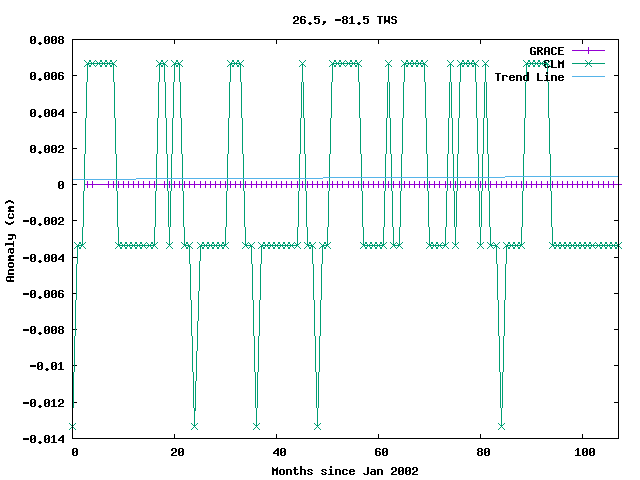 26.5, -81.5 TWS
GRACE
CLM
Trend Line
0.008
0.006
0.004
0.002
0
-0.002
-0.004
-0.006
-0.008
-0.01
-0.012
-0.014
Anomaly (cm)
0 20 40 60 80 100
Months since Jan 2002